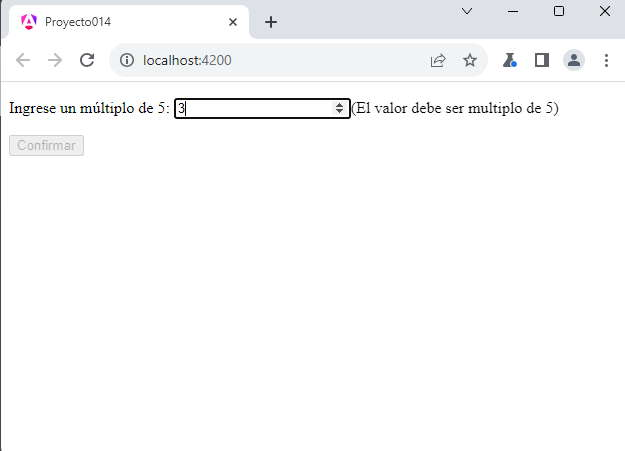 Proyecto014
localhost:4200
Ingrese un múltiplo de 5: 3 (El valor debe ser multiplo de 5)
Confirmar